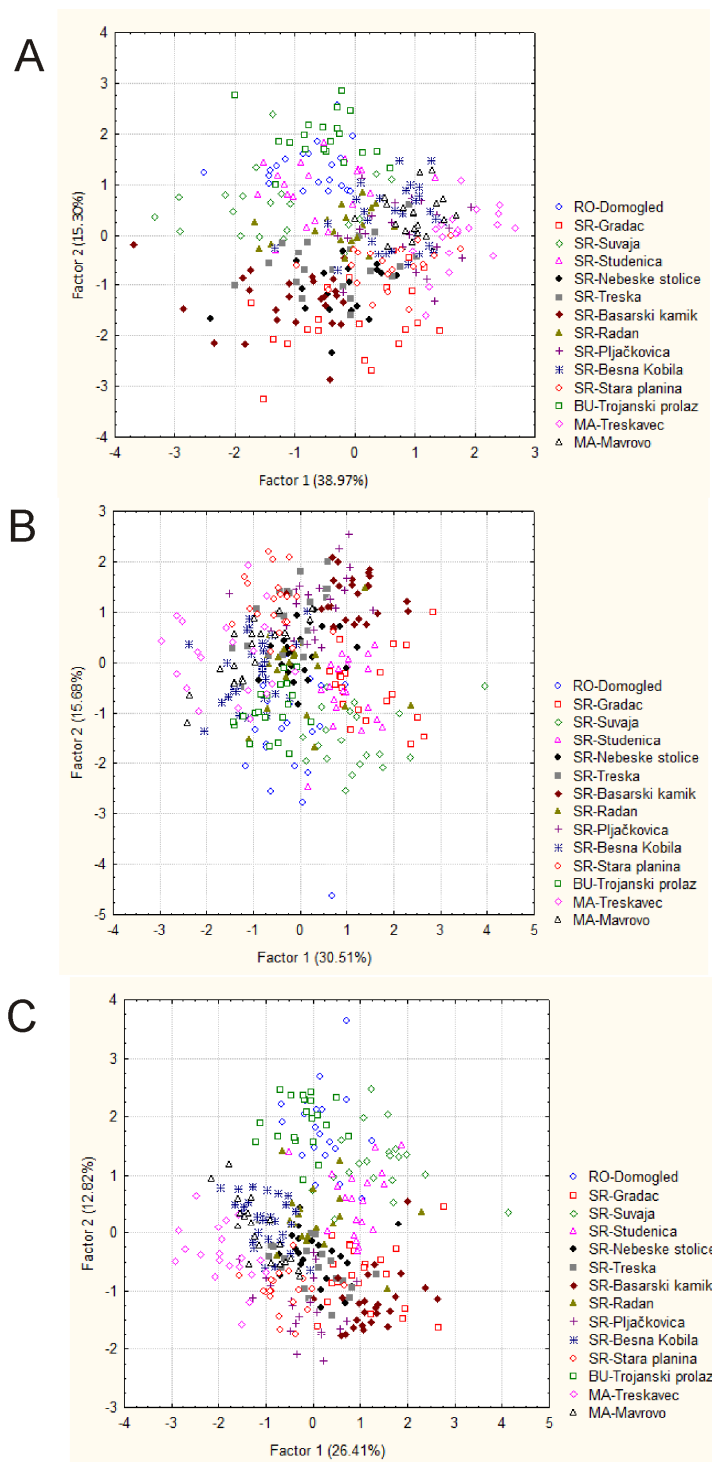 A
4
3
2
1
0
-1
-2
-3
-4
Factor 2 (15.30%)
-4 -3 -2 -1 0 1 2 3
Factor 1 (38.97%)
RO-Domogled
SR-Gradac
SR-Suvaja
SR-Studenica
SR-Nebeske stolice
SR-Treska
SR-Basarski kamik
SR-Radan
SR-Pljačkovica
SR-Besna Kobila
SR-Stara planina
BU-Trojanski prolaz
MA-Treskavec
MA-Mavrovo
B
3
2
1
0
-1
-2
-3
-4
-5
Factor 2 (15.88%)
-4 -3 -2 -1 0 1 2 3 4 5
Factor 1 (30.51%)
RO-Domogled
SR-Gradac
SR-Suvaja
SR-Studenica
SR-Nebeske stolice
SR-Treska
SR-Basarski kamik
SR-Radan
SR-Pljačkovica
SR-Besna Kobila
SR-Stara planina
BU-Trojanski prolaz
MA-Treskavec
MA-Mavrovo
C
4
3
2
1
0
-1
-2
-3
Factor 2 (12.82%)
-4 -3 -2 -1 0 1 2 3 4 5
Factor 1 (26.41%)
RO-Domogled
SR-Gradac
SR-Suvaja
SR-Studenica
SR-Nebeske stolice
SR-Treska
SR-Basarski kamik
SR-Radan
SR-Pljačkovica
SR-Besna Kobila
SR-Stara planina
BU-Trojanski prolaz
MA-Treskavec
MA-Mavrovo